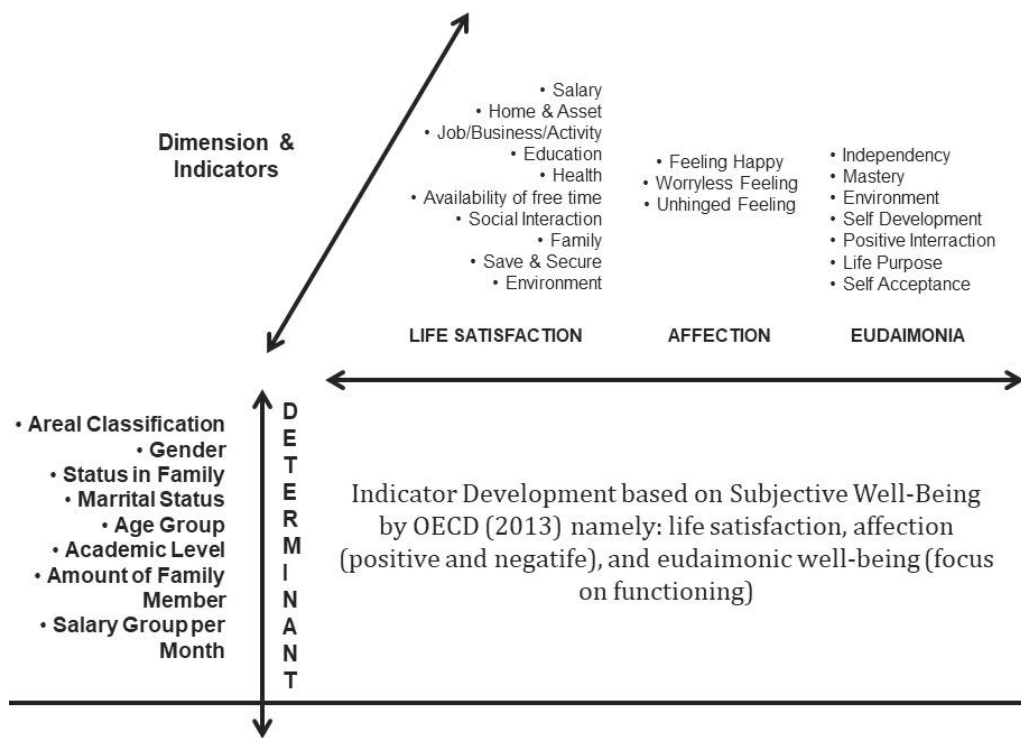 Dimension &
Indicators
• Salary
• Home & Asset
• Job/Business/Activity
• Education
• Health
• Availability of free time
• Social Interaction
• Family
• Save & Secure
• Environment
• Feeling Happy
• Worryless Feeling
• Unhinged Feeling
• Independency
• Mastery
• Environment
• Self Development
• Positive Interraction
• Life Purpose
• Self Acceptance
LIFE SATISFACTION
AFFECTION
EUDAIMONIA
• Areal Classification
• Gender
• Status in Family
• Marrital Status
• Age Group
• Academic Level
• Amount of Family
Member
• Salary Group per
Month
DETERMINANT
Indicator Development based on Subjective Well-Being
by OECD (2013) namely: life satisfaction, affection
(positive and negatife), and eudaimonic well-being (focus
on functioning)